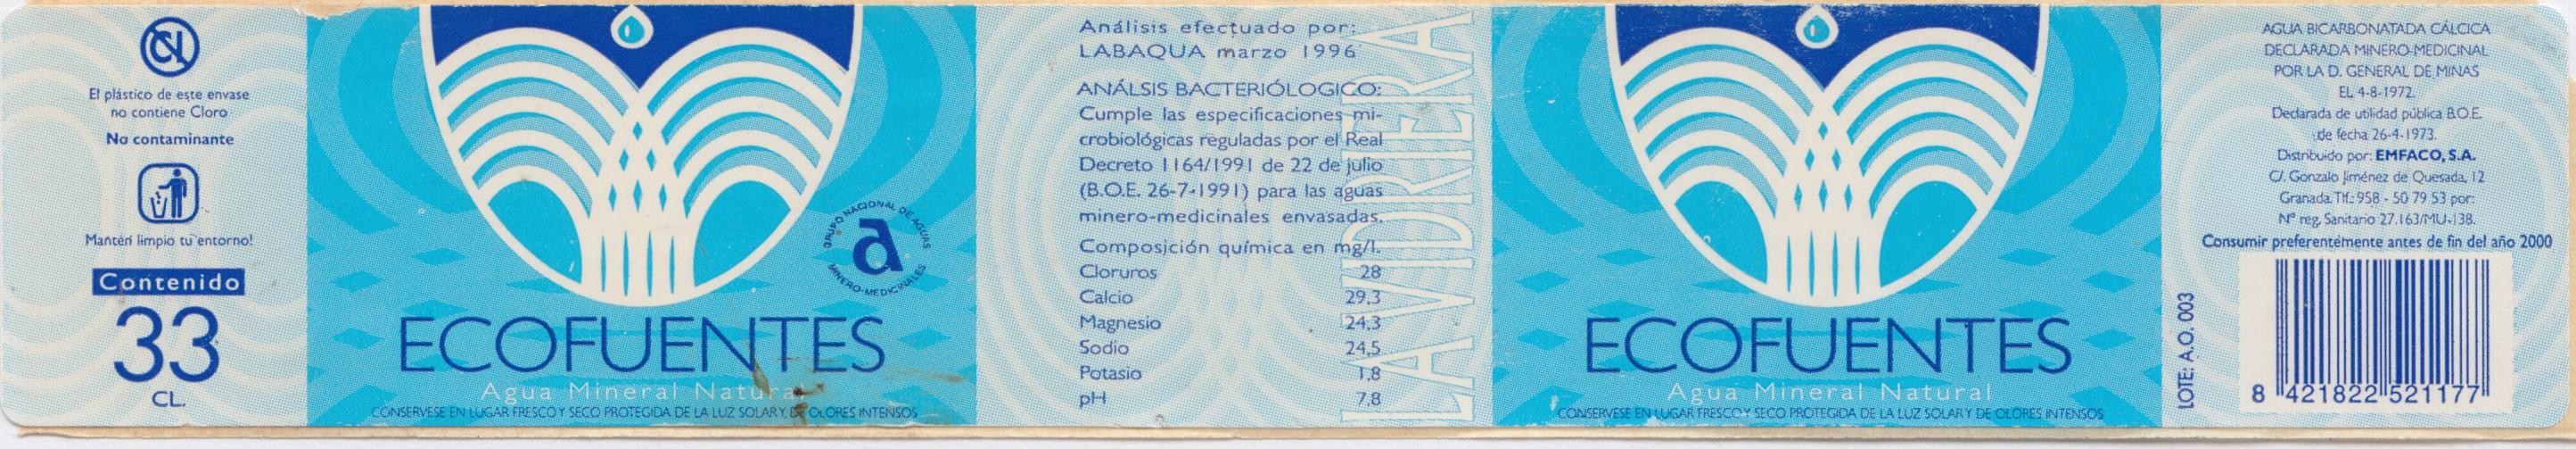 Cl
El plástico de este envase
no contiene Cloro
No contaminante
Mantén limpio tu entorno!
Contenido
33
CL.
GRUPO NACIONAL DE AGUAS
MINERO-MEDICINALES
a
ECOFUENTES
Agua Mineral Natural
CONSERVESE EN LUGAR FRESCO Y SECO PROTEGIDA DE LA LUZ SOLAR Y DE OLORES INTENSOS
Análisis efectuado por:
LABAQUA marzo 1996
ANÁLSIS BACTERIÓLOGICO:
Cumple las especificaciones mi-
crobiológicas reguladas por el Real
Decreto 1164/1991 de 22 de julio
(B.O.E. 26-7-1991) para las aguas
minero-medicinales envasadas.
Composición química en mg/l.
Cloruros 28
Calcio 29,3
Magnesio 24,3
Sodio 24,5
Potasio 1,8
pH 7,8
LA VIDRIERA
ECOFUENTES
Agua Mineral Natural
CONSERVESE EN LUGAR FRESCO Y SECO PROTEGIDA DE LA LUZ SOLAR Y DE OLORES INTENSOS
AGUA BICARBONATADA CÁLCICA
DECLARADA MINERO-MEDICINAL
POR LA D. GENERAL DE MINAS
EL 4-8-1972.
Declarada de utilidad pública B.O.E.
de fecha 26-4-1973.
Distribuido por: EMFACO, S.A.
C/. Gonzalo Jiménez de Quesada, 12
Granada. Tlf.: 958 - 50 79 53 por:
Nº reg. Sanitario 27.163/MU-138.
Consumir preferentemente antes de fin del año 2000
LOTE: A.O. 003
8 421822 521177